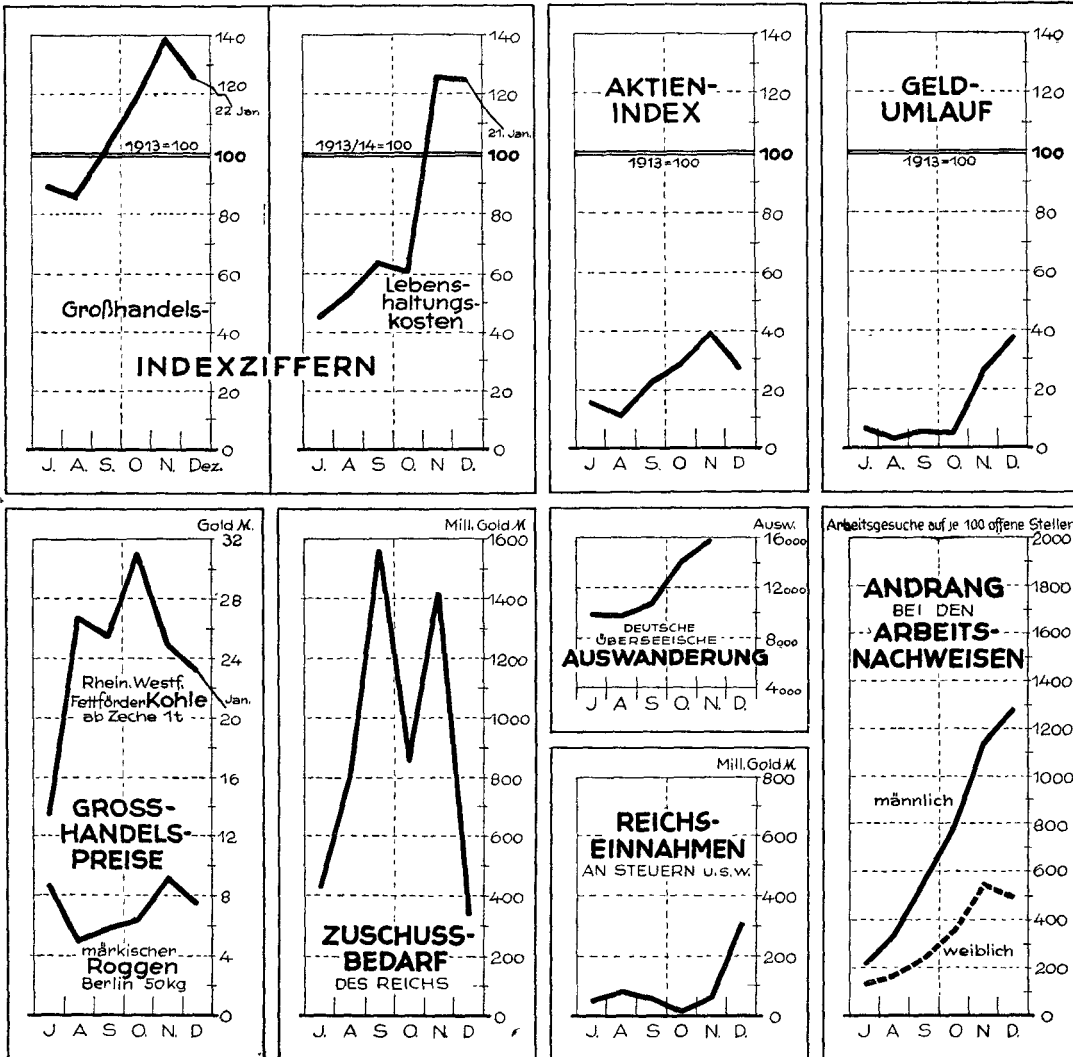 140
120
22 Jan.
1913=100
100
80
60
Großhandels-
40
20
0
J. A. S. O N. Dez.
140
120
21. Jan.
1913/14=100
100
80
60
Lebens-
haltungs-
kosten
40
20
0
J. A. S. O. N D.
INDEXZIFFERN
140
120
AKTIEN-
INDEX
100
1913=100
80
60
40
20
0
J A S. O N D.
140
120
GELD-
UMLAUF
100
1913=100
80
60
40
20
0
J. A. S. O. N. D.
Gold M.
32
28
24
Rhein. Westf.
Fettförder Kohle
ab Zeche 1t
Jan.
20
16
12
GROSS-
HANDELS-
PREISE
8
4
märkischer
Roggen
Berlin 50kg
0
J A S O. N. D
Mill. Gold M
1600
1400
1200
1000
800
600
400
200
ZUSCHUSS-
BEDARF
DES REICHS
0
J. A. S O. N. D
Ausw.
16000
12000
8000
DEUTSCHE
ÜBERSEEISCHE
AUSWANDERUNG
4000
J A S O. N. D.
Mill. Gold M
800
600
REICHS-
EINNAHMEN
AN STEUERN u.s.w.
400
200
0
J. A. S. O. N. D.
Arbeitsgesuche auf je 100 offene Stellen
2000
1800
ANDRANG
BEI DEN
ARBEITS-
NACHWEISEN
1600
1400
1200
1000
männlich
800
600
400
weiblich
200
0
J. A. S O N D.